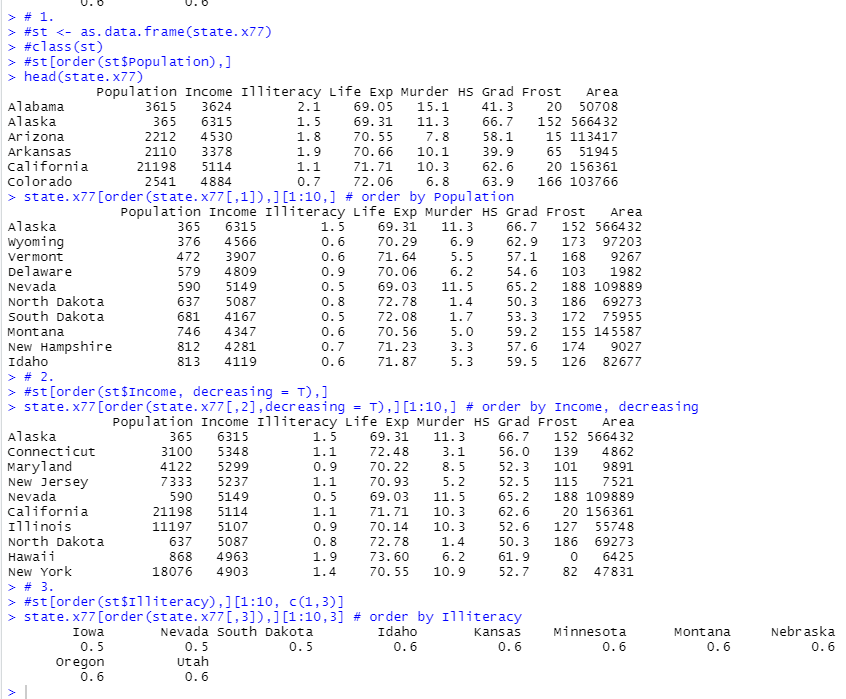 0.6 0.6
> # 1.
> #st <- as.data.frame(state.x77)
> #class(st)
> #st[order(st$Population),]
> head(state.x77)
Population Income Illiteracy Life Exp Murder HS Grad Frost Area
Alabama 3615 3624 2.1 69.05 15.1 41.3 20 50708
Alaska 365 6315 1.5 69.31 11.3 66.7 152 566432
Arizona 2212 4530 1.8 70.55 7.8 58.1 15 113417
Arkansas 2110 3378 1.9 70.66 10.1 39.9 65 51945
California 21198 5114 1.1 71.71 10.3 62.6 20 156361
Colorado 2541 4884 0.7 72.06 6.8 63.9 166 103766
> state.x77[order(state.x77[,1]),][1:10,] # order by Population
Population Income Illiteracy Life Exp Murder HS Grad Frost Area
Alaska 365 6315 1.5 69.31 11.3 66.7 152 566432
Wyoming 376 4566 0.6 70.29 6.9 62.9 173 97203
Vermont 472 3907 0.6 71.64 5.5 57.1 168 9267
Delaware 579 4809 0.9 70.06 6.2 54.6 103 1982
Nevada 590 5149 0.5 69.03 11.5 65.2 188 109889
North Dakota 637 5087 0.8 72.78 1.4 50.3 186 69273
South Dakota 681 4167 0.5 72.08 1.7 53.3 172 75955
Montana 746 4347 0.6 70.56 5.0 59.2 155 145587
New Hampshire 812 4281 0.7 71.23 3.3 57.6 174 9027
Idaho 813 4119 0.6 71.87 5.3 59.5 126 82677
> # 2.
> #st[order(st$Income, decreasing = T),]
> state.x77[order(state.x77[,2],decreasing = T),][1:10,] # order by Income, decreasing
Population Income Illiteracy Life Exp Murder HS Grad Frost Area
Alaska 365 6315 1.5 69.31 11.3 66.7 152 566432
Connecticut 3100 5348 1.1 72.48 3.1 56.0 139 4862
Maryland 4122 5299 0.9 70.22 8.5 52.3 101 9891
New Jersey 7333 5237 1.1 70.93 5.2 52.5 115 7521
Nevada 590 5149 0.5 69.03 11.5 65.2 188 109889
California 21198 5114 1.1 71.71 10.3 62.6 20 156361
Illinois 11197 5107 0.9 70.14 10.3 52.6 127 55748
North Dakota 637 5087 0.8 72.78 1.4 50.3 186 69273
Hawaii 868 4963 1.9 73.60 6.2 61.9 0 6425
New York 18076 4903 1.4 70.55 10.9 52.7 82 47831
> # 3.
> #st[order(st$Illiteracy),][1:10, c(1,3)]
> state.x77[order(state.x77[,3]),][1:10,3] # order by Illiteracy
Iowa Nevada South Dakota Idaho Kansas Minnesota Montana Nebraska
0.5 0.5 0.5 0.6 0.6 0.6 0.6 0.6
Oregon Utah
0.6 0.6
>